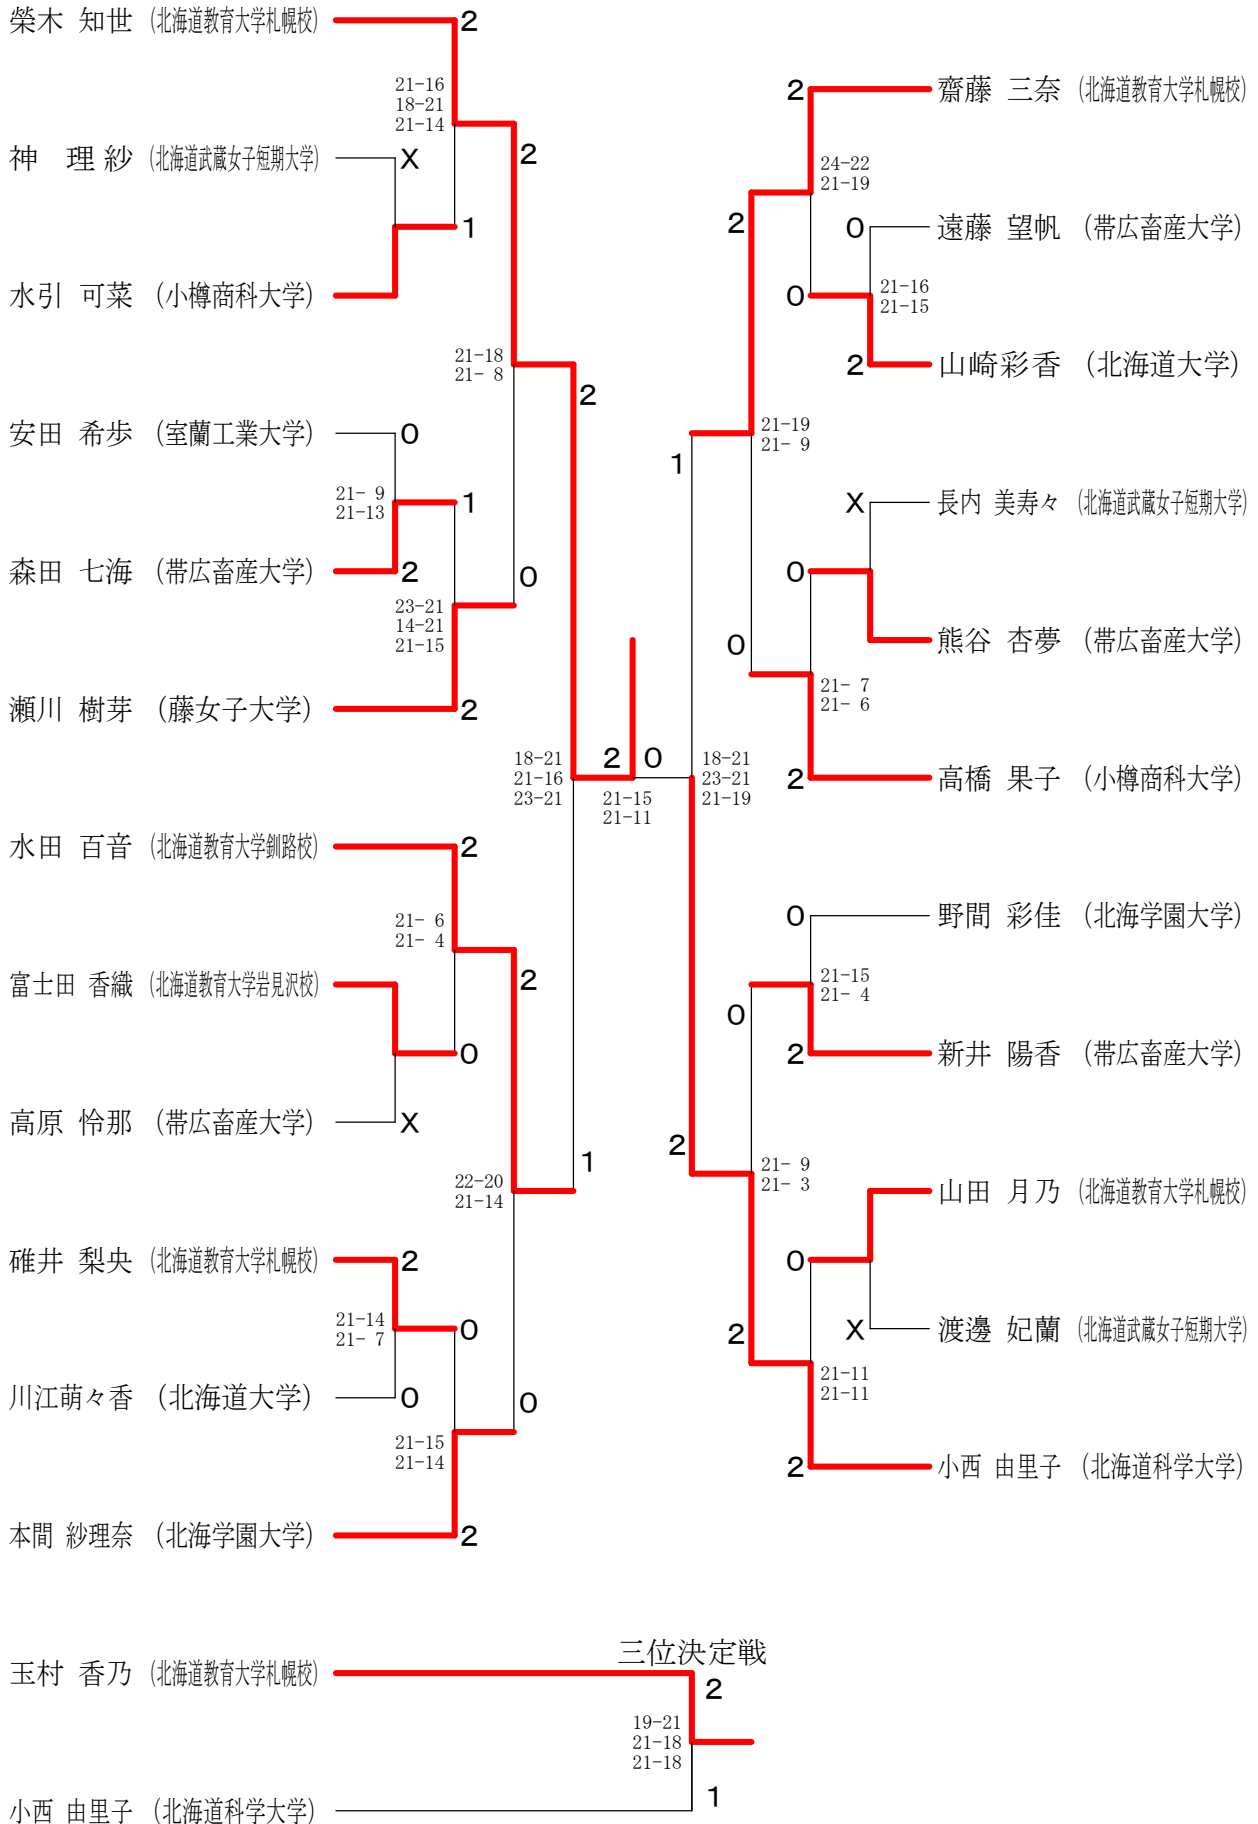 榮木 知世 (北海道教育大学札幌校)
2
21-16
18-21
21-14
神 理紗 (北海道武蔵女子短期大学)
X
2
1
水引 可菜 (小樽商科大学)
21-18
21- 8
2
安田 希歩 (室蘭工業大学)
0
21- 9
21-13
1
森田 七海 (帯広畜産大学)
2
0
23-21
14-21
21-15
瀬川 樹芽 (藤女子大学)
2
18-21
21-16
23-21
2
0
21-15
21-11
水田 百音 (北海道教育大学釧路校)
2
21- 6
21- 4
2
富士田 香織 (北海道教育大学岩見沢校)
0
高原 怜那 (帯広畜産大学)
X
1
22-20
21-14
碓井 梨央 (北海道教育大学札幌校)
2
21-14
21- 7
0
川江萌々香 (北海道大学)
0
0
21-15
21-14
本間 紗理奈 (北海学園大学)
2
2
齋藤 三奈 (北海道教育大学札幌校)
24-22
21-19
2
0
遠藤 望帆 (帯広畜産大学)
0
21-16
21-15
2
山崎彩香 (北海道大学)
1
21-19
21- 9
X
長内 美寿々 (北海道武蔵女子短期大学)
0
0
熊谷 杏夢 (帯広畜産大学)
21- 7
21- 6
18-21
23-21
21-19
2
高橋 果子 (小樽商科大学)
0
野間 彩佳 (北海学園大学)
21-15
21- 4
0
2
新井 陽香 (帯広畜産大学)
2
21- 9
21- 3
山田 月乃 (北海道教育大学札幌校)
0
2
X
渡邊 妃蘭 (北海道武蔵女子短期大学)
21-11
21-11
2
小西 由里子 (北海道科学大学)
三位決定戦
玉村 香乃 (北海道教育大学札幌校)
2
19-21
21-18
21-18
1
小西 由里子 (北海道科学大学)